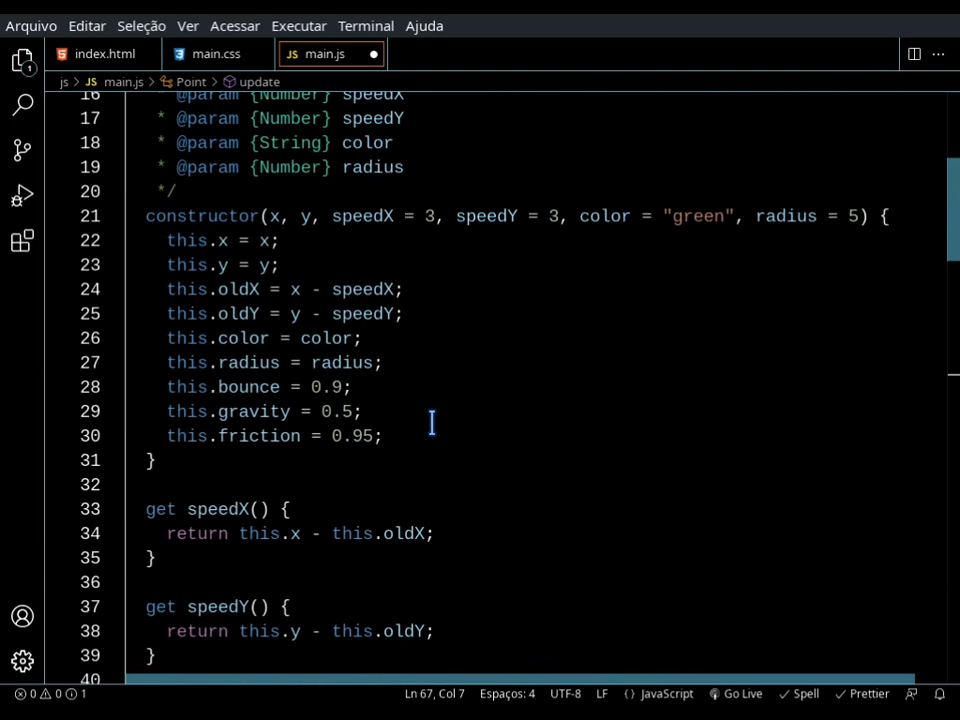 Arquivo Editar Seleção Ver Acessar Executar Terminal Ajuda
1 index.html main.css JS main.js
js > JS main.js > Point > update
16 * @param {Number} speedX
17 * @param {Number} speedY
18 * @param {String} color
19 * @param {Number} radius
20 */
21 constructor(x, y, speedX = 3, speedY = 3, color = "green", radius = 5) {
22 this.x = x;
23 this.y = y;
24 this.oldX = x - speedX;
25 this.oldY = y - speedY;
26 this.color = color;
27 this.radius = radius;
28 this.bounce = 0.9;
29 this.gravity = 0.5;
30 this.friction = 0.95;
31 }
32
33 get speedX() {
34 return this.x - this.oldX;
35 }
36
37 get speedY() {
38 return this.y - this.oldY;
39 }
40
0 0 1 Ln 67, Col 7 Espaços: 4 UTF-8 LF {} JavaScript Go Live Spell Prettier